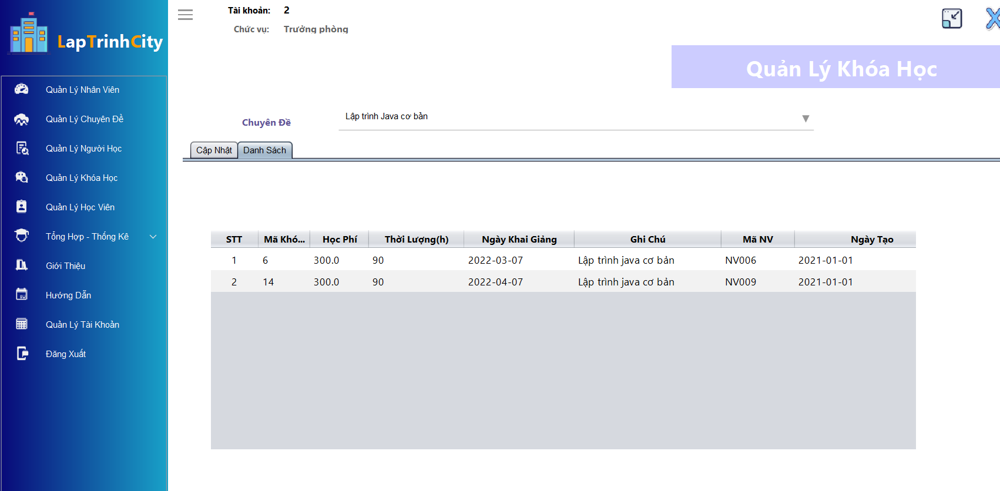 LapTrinhCity
Quản Lý Nhân Viên
Quản Lý Chuyên Đề
Quản Lý Người Học
Quản Lý Khóa Học
Quản Lý Học Viên
Tổng Hợp - Thống Kê
Giới Thiệu
Hướng Dẫn
Quản Lý Tài Khoản
Đăng Xuất
Tài khoản: 2
Chức vụ: Trưởng phòng
Quản Lý Khóa Học
Chuyên Đề Lập trình Java cơ bản
Cập Nhật Danh Sách
STT Mã Khó... Học Phí Thời Lượng(h) Ngày Khai Giảng Ghi Chú Mã NV Ngày Tạo
1 6 300.0 90 2022-03-07 Lập trình java cơ bản NV006 2021-01-01
2 14 300.0 90 2022-04-07 Lập trình java cơ bản NV009 2021-01-01